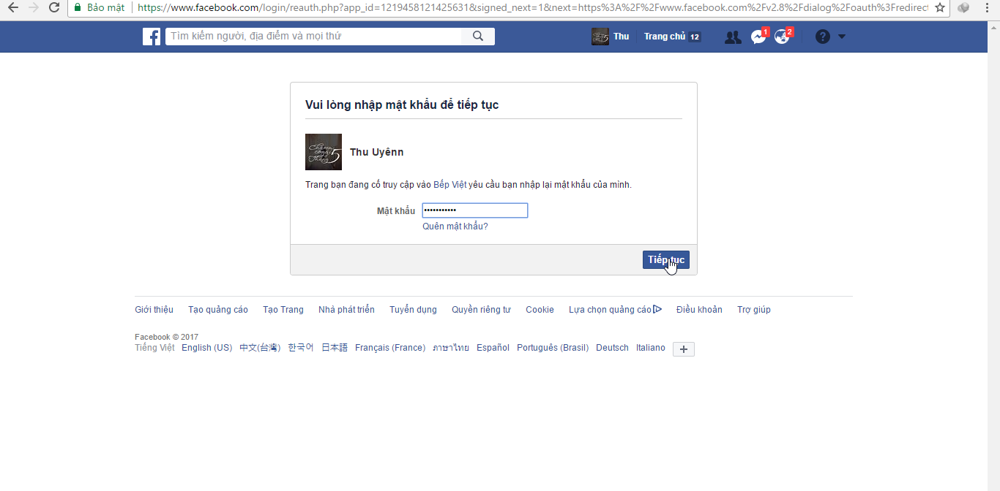 Bảo mật https://www.facebook.com/login/reauth.php?app_id=1219458121425631&signed_next=1&next=https%3A%2F%2Fwww.facebook.com%2Fv2.8%2Fdialog%2Foauth%3Fredirect
Tìm kiếm người, địa điểm và mọi thứ Thu Trang chủ 12 1 2 ?
Vui lòng nhập mật khẩu để tiếp tục
Thu Uyênn
Trang bạn đang cố truy cập vào Bếp Việt yêu cầu bạn nhập lại mật khẩu của mình.
Mật khẩu •••••••••••
Quên mật khẩu?
Tiếp tục
Giới thiệu Tạo quảng cáo Tạo Trang Nhà phát triển Tuyển dụng Quyền riêng tư Cookie Lựa chọn quảng cáo Điều khoản Trợ giúp
Facebook © 2017
Tiếng Việt English (US) 中文(台灣) 한국어 日本語 Français (France) ภาษาไทย Español Português (Brasil) Deutsch Italiano +